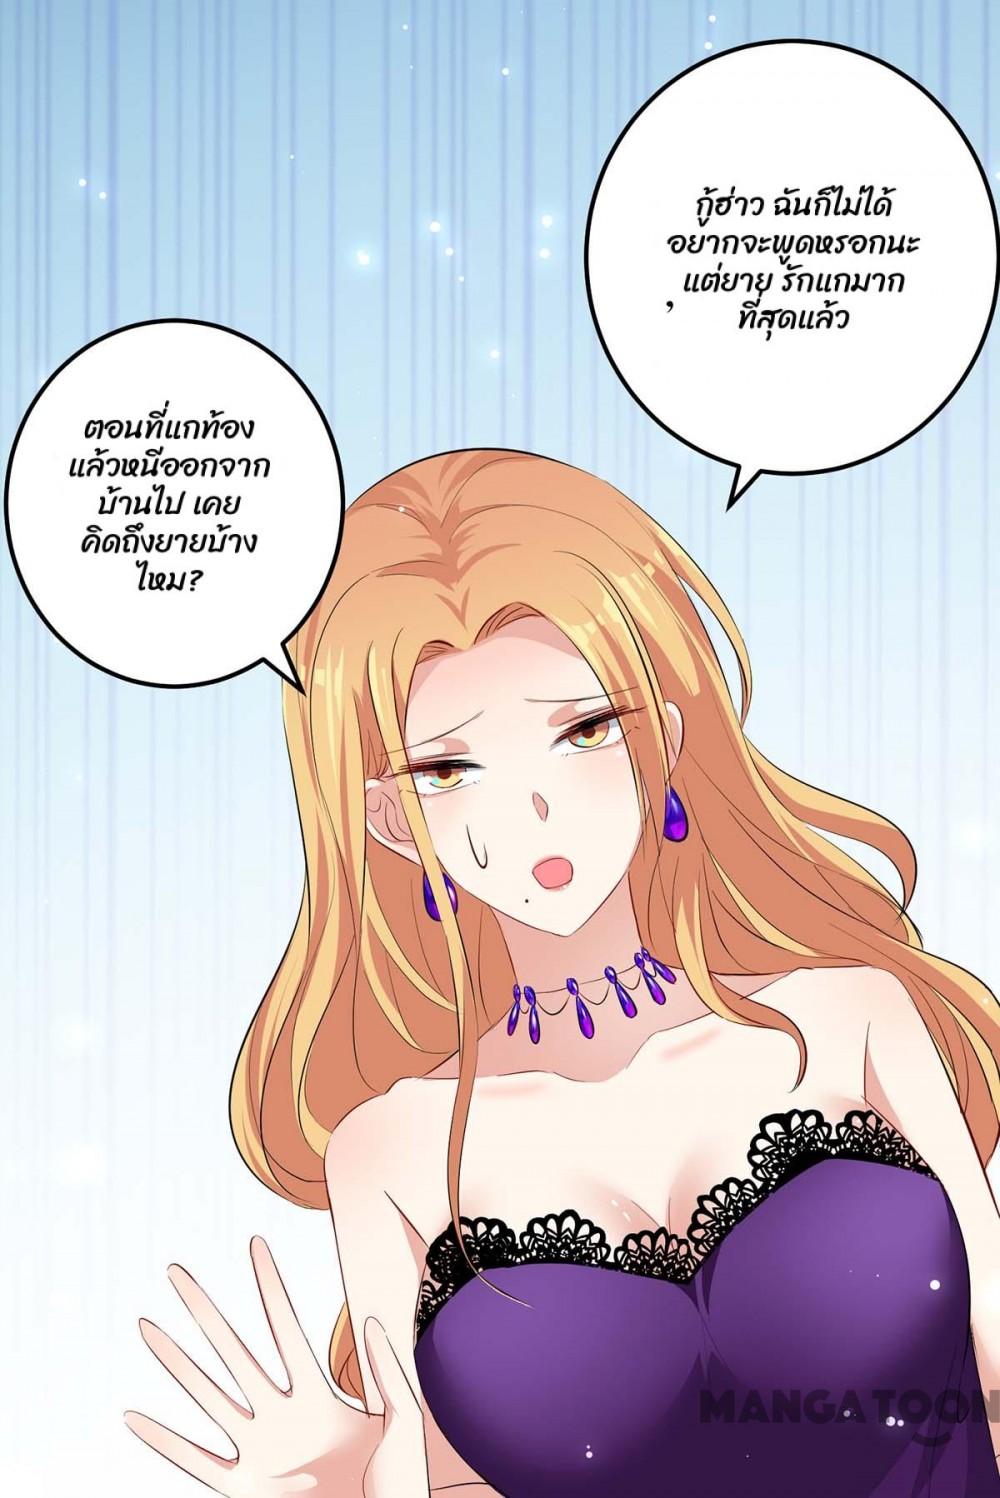 กู้ฮ่าว ฉันก็ไม่ได้
อยากจะพูดหรอกนะ
แต่ยาย รักแกมาก
ที่สุดแล้ว
ตอนที่แกท้อง
แล้วหนีออกจาก
บ้านไป เคย
คิดถึงยายบ้าง
ไหม?
MANGATOON